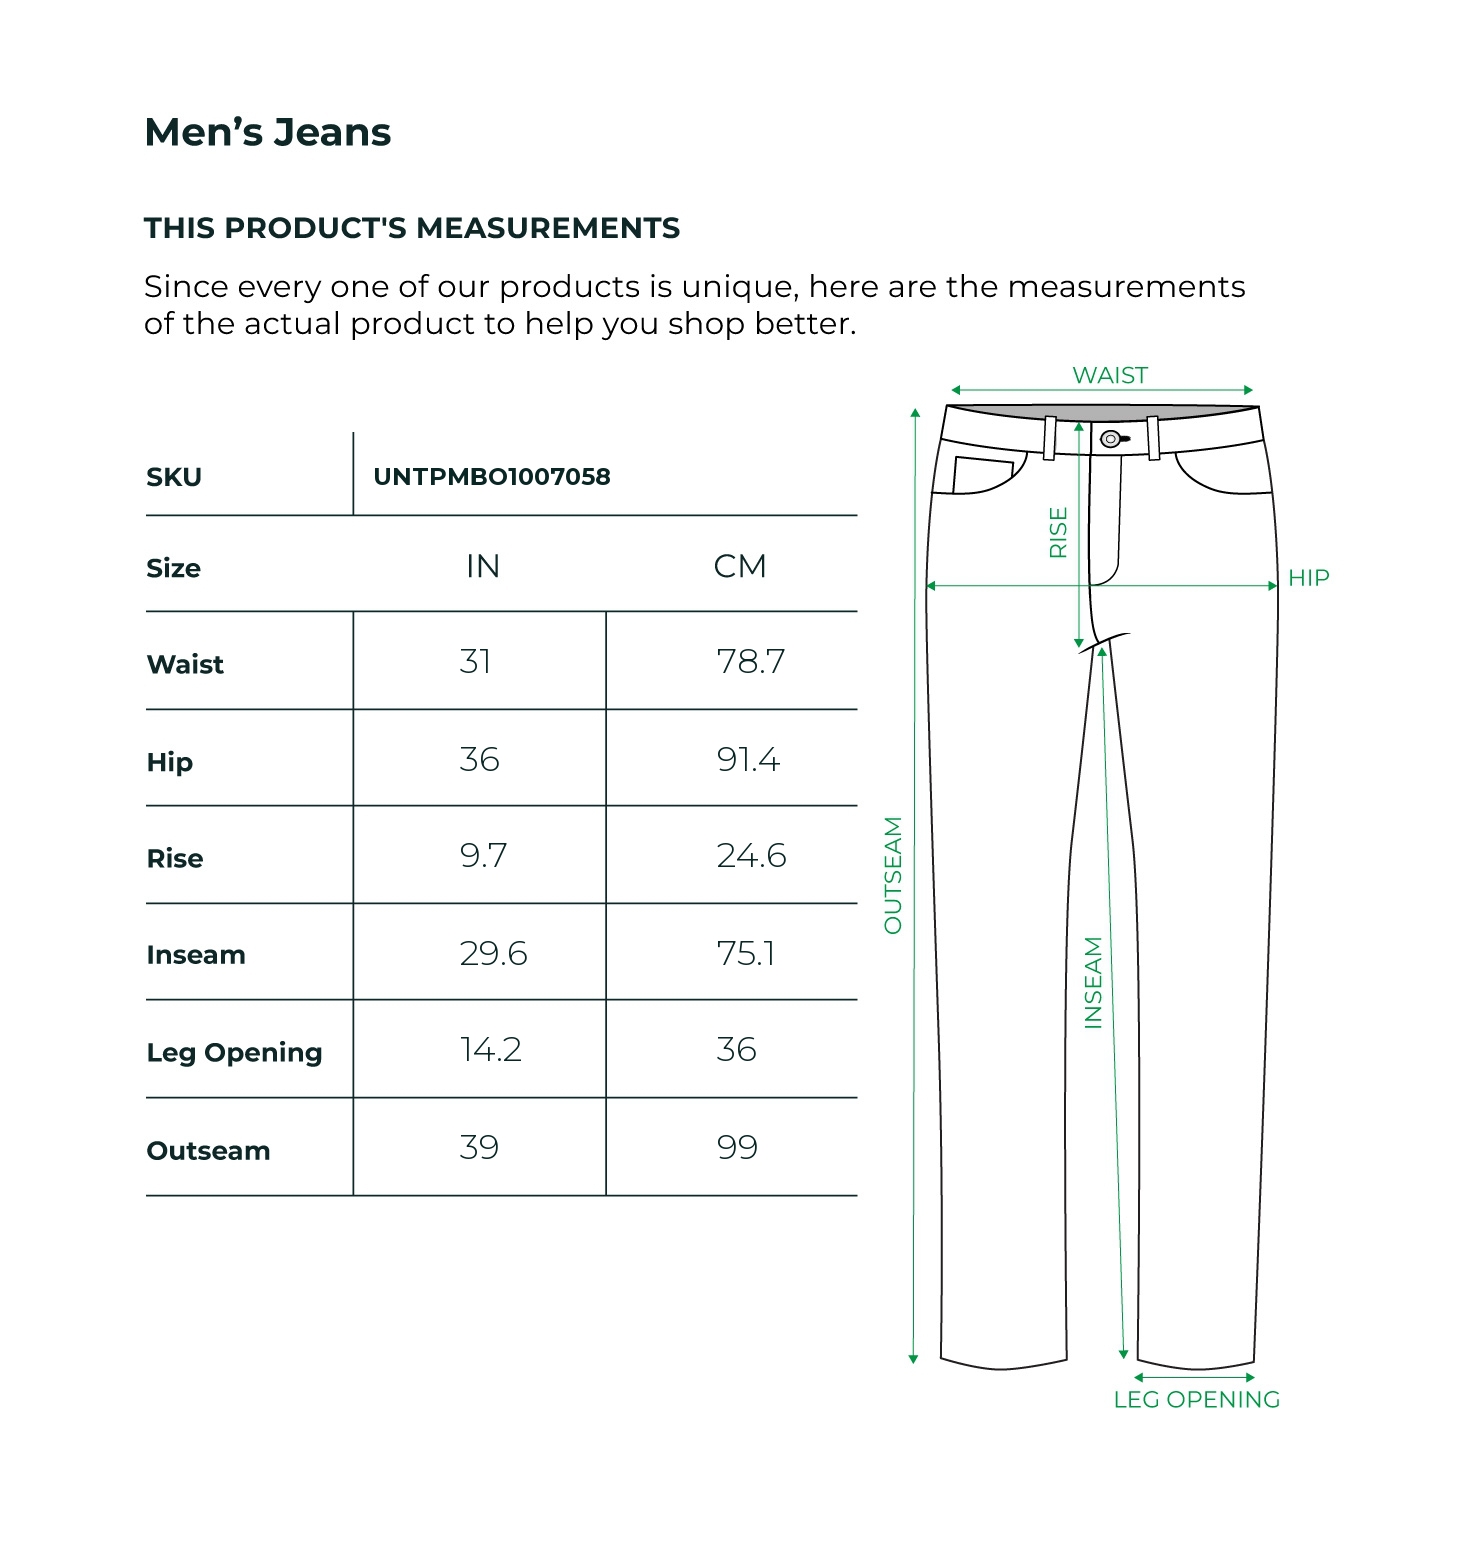 Men’s Jeans
THIS PRODUCT'S MEASUREMENTS
Since every one of our products is unique, here are the measurements
of the actual product to help you shop better.
SKU UNTPMBO1007058
Size IN CM
Waist 31 78.7
Hip 36 91.4
Rise 9.7 24.6
Inseam 29.6 75.1
Leg Opening 14.2 36
Outseam 39 99
WAIST
RISE
HIP
OUTSEAM
INSEAM
LEG OPENING